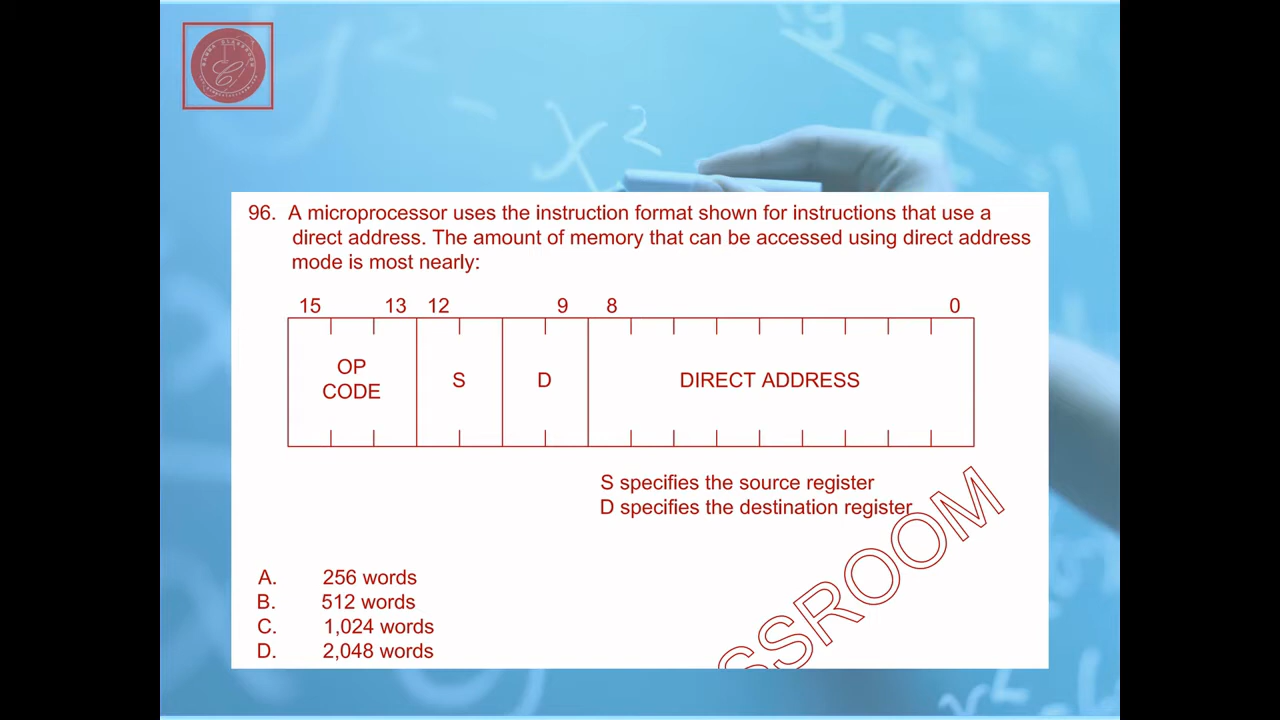 96. A microprocessor uses the instruction format shown for instructions that use a
direct address. The amount of memory that can be accessed using direct address
mode is most nearly:
15 13 12 9 8 0
OP
CODE
S D DIRECT ADDRESS
S specifies the source register
D specifies the destination register
A. 256 words
B. 512 words
C. 1,024 words
D. 2,048 words
SSROOM
x²